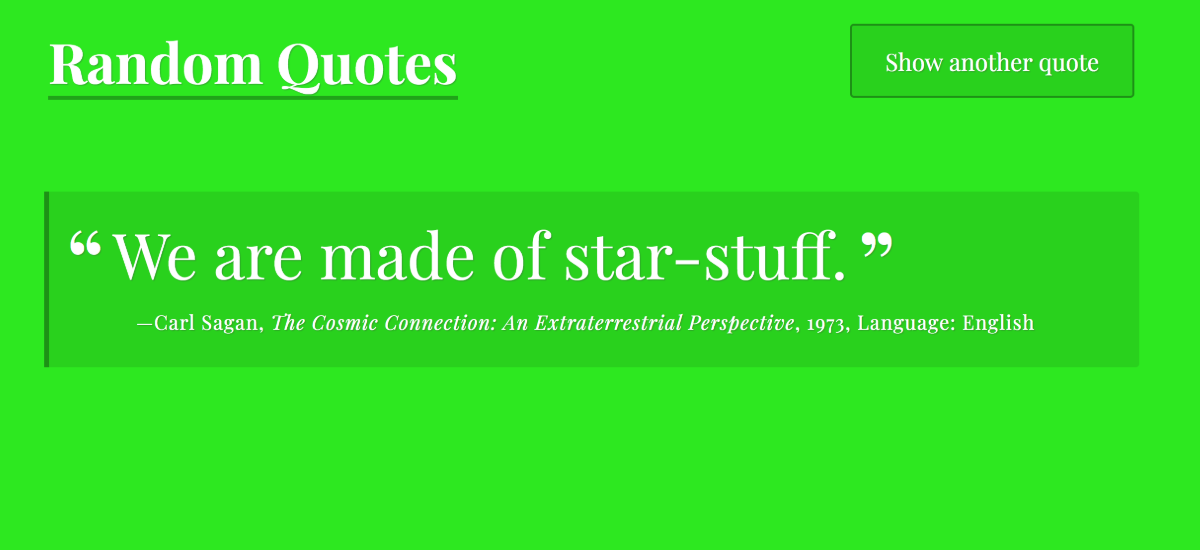 Random Quotes
Show another quote
“ We are made of star-stuff. ”
—Carl Sagan, The Cosmic Connection: An Extraterrestrial Perspective, 1973, Language: English